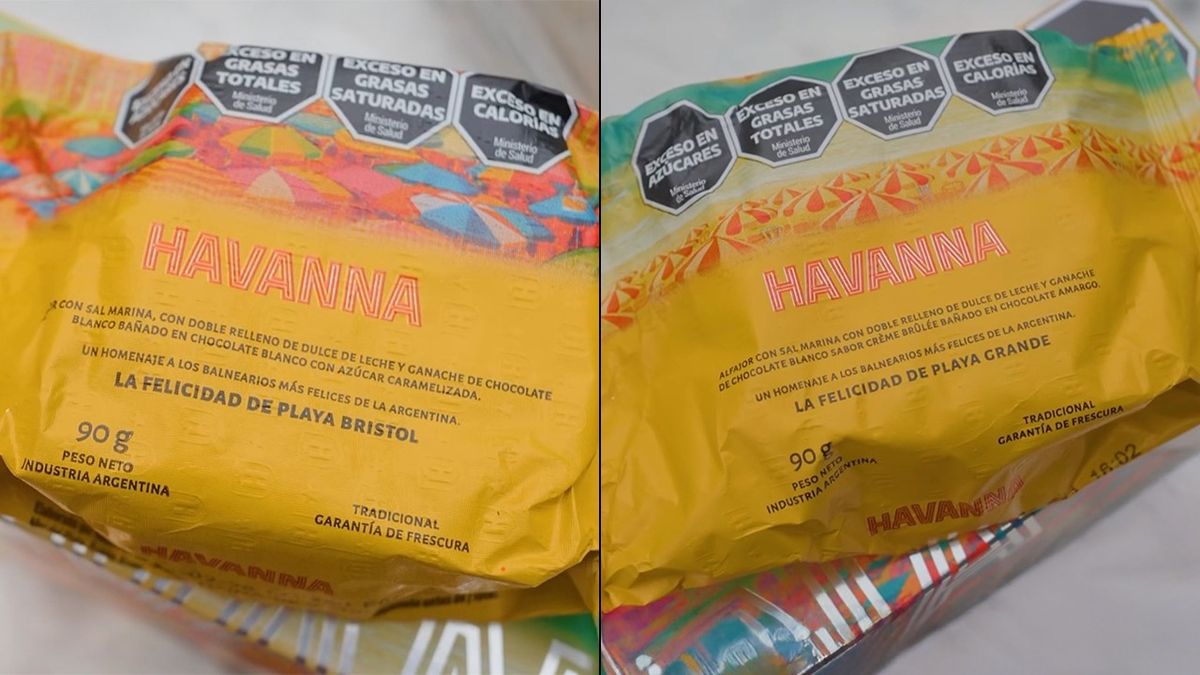 EXCESO EN
GRASAS
TOTALES
Ministerio
de Salud
EXCESO EN
GRASAS
SATURADAS
Ministerio
de Salud
EXCESO EN
CALORÍAS
Ministerio
de Salud
HAVANNA
CON SAL MARINA, CON DOBLE RELLENO DE DULCE DE LECHE Y GANACHE DE CHOCOLATE
BLANCO BAÑADO EN CHOCOLATE BLANCO CON AZÚCAR CARAMELIZADA.
UN HOMENAJE A LOS BALNEARIOS MÁS FELICES DE LA ARGENTINA.
LA FELICIDAD DE PLAYA BRISTOL
90 g
PESO NETO
INDUSTRIA ARGENTINA
TRADICIONAL
GARANTÍA DE FRESCURA
HAVANNA
EXCESO EN
AZÚCARES
Ministerio
de Salud
EXCESO EN
GRASAS
TOTALES
Ministerio
de Salud
EXCESO EN
GRASAS
SATURADAS
Ministerio
de Salud
EXCESO EN
CALORÍAS
Ministerio
de Salud
HAVANNA
ALFAJOR CON SAL MARINA CON DOBLE RELLENO DE DULCE DE LECHE Y GANACHE
DE CHOCOLATE BLANCO SABOR CRÈME BRÛLÉE BAÑADO EN CHOCOLATE AMARGO.
UN HOMENAJE A LOS BALNEARIOS MÁS FELICES DE LA ARGENTINA.
LA FELICIDAD DE PLAYA GRANDE
90 g
PESO NETO
INDUSTRIA ARGENTINA
TRADICIONAL
GARANTÍA DE FRESCURA
18-02
HAVANNA